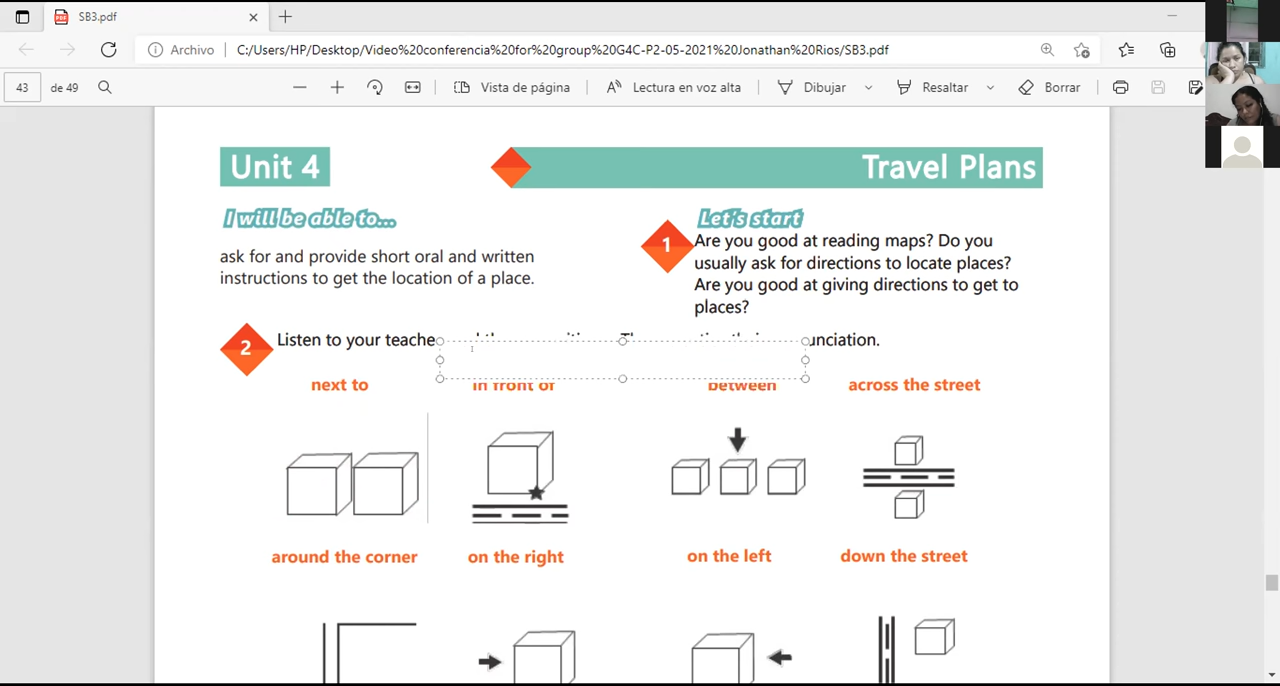 SB3.pdf
Archivo
C:/Users/HP/Desktop/Video%20conferencia%20for%20group%20G4C-P2-05-2021%20Jonathan%20Rios/SB3.pdf
43 de 49
Vista de página
Lectura en voz alta
Dibujar
Resaltar
Borrar
Unit 4
Travel Plans
I will be able to...
ask for and provide short oral and written
instructions to get the location of a place.
Let's start
1
Are you good at reading maps? Do you
usually ask for directions to locate places?
Are you good at giving directions to get to
places?
2
Listen to your
next to in front of between across the street
around the corner on the right on the left down the street